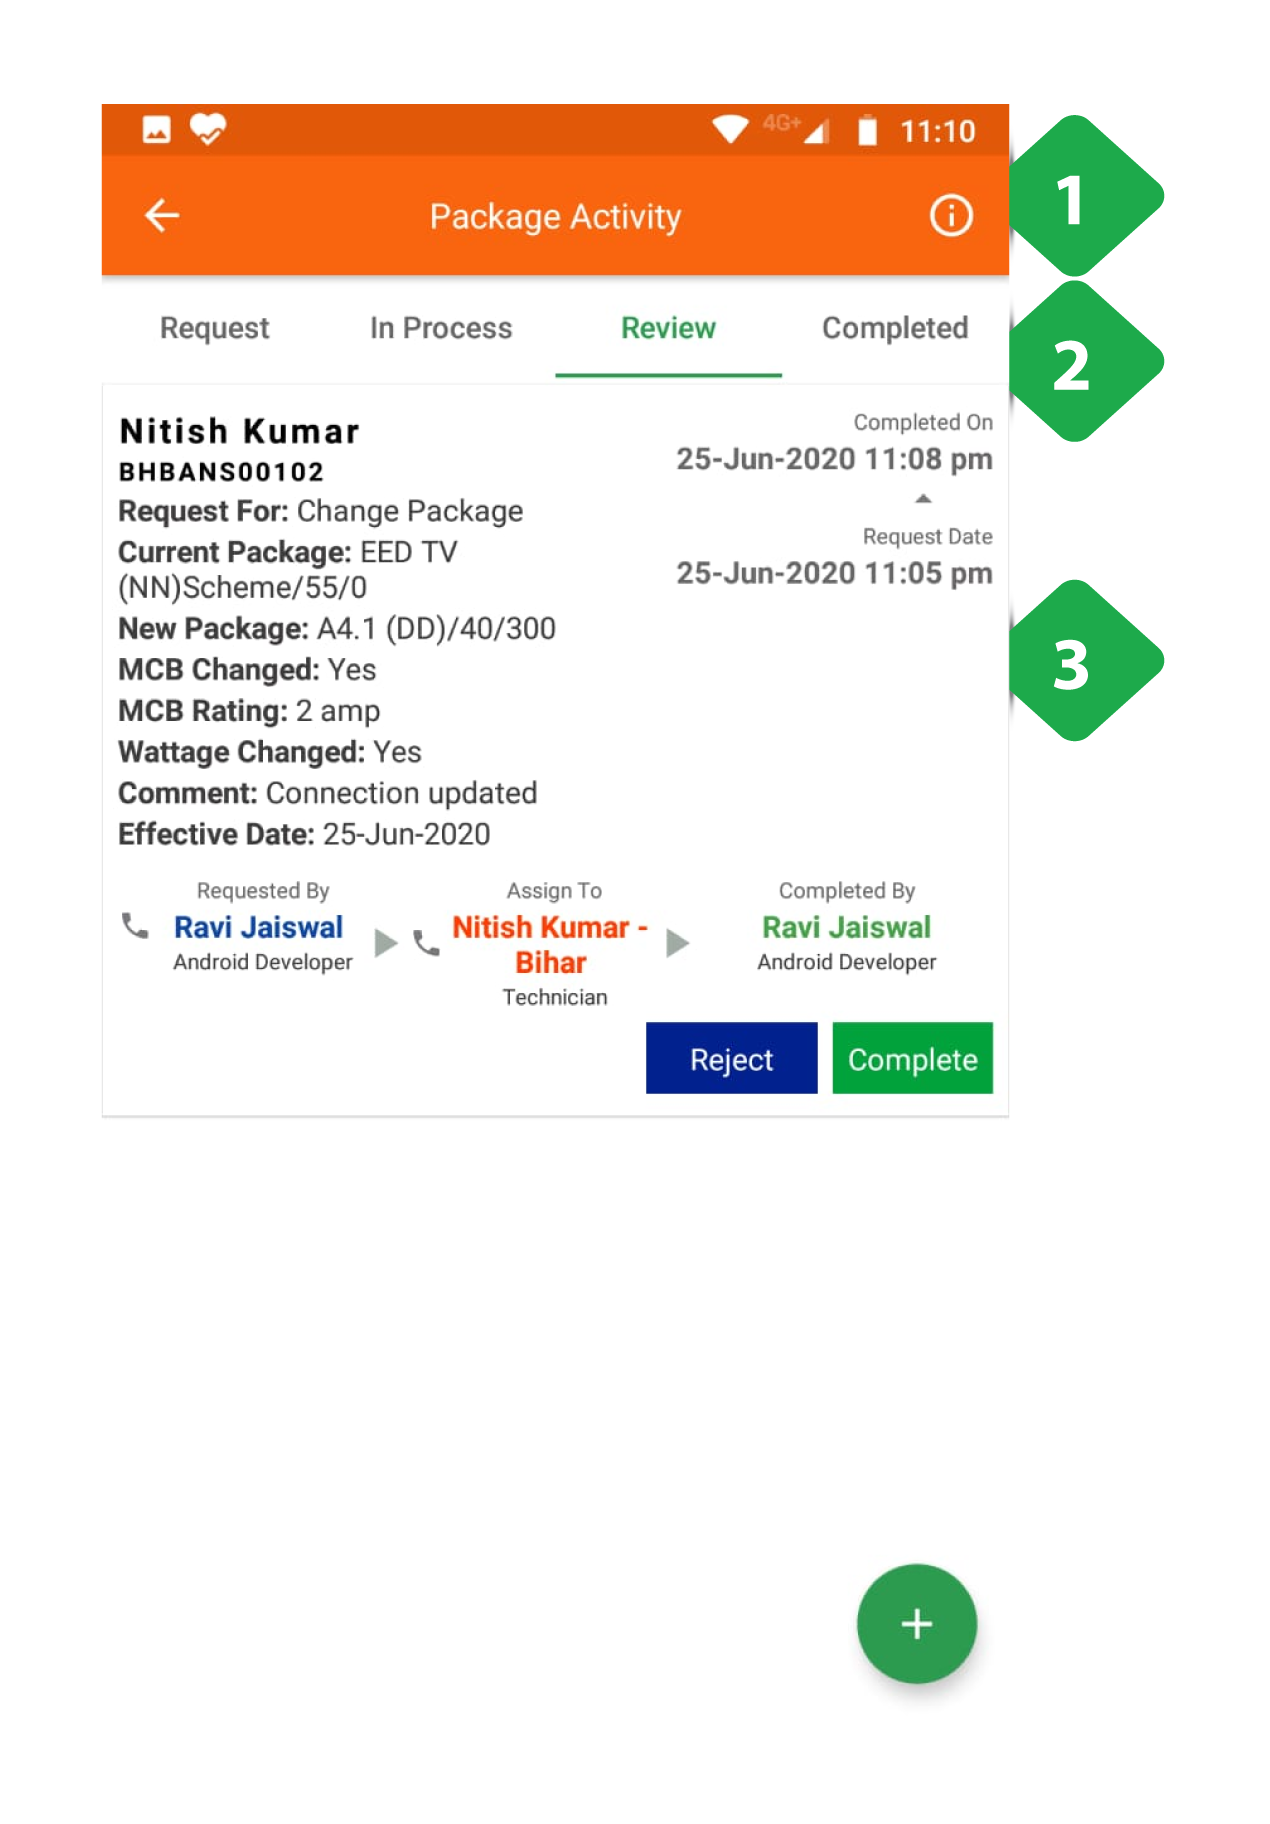 4G+ 11:10
Package Activity
1
Request In Process Review Completed
2
Nitish Kumar
BHBANS00102
Completed On
25-Jun-2020 11:08 pm
Request Date
25-Jun-2020 11:05 pm
Request For: Change Package
Current Package: EED TV
(NN)Scheme/55/0
New Package: A4.1 (DD)/40/300
MCB Changed: Yes
MCB Rating: 2 amp
Wattage Changed: Yes
Comment: Connection updated
Effective Date: 25-Jun-2020
3
Requested By
Ravi Jaiswal
Android Developer
Assign To
Nitish Kumar -
Bihar
Technician
Completed By
Ravi Jaiswal
Android Developer
Reject Complete
+